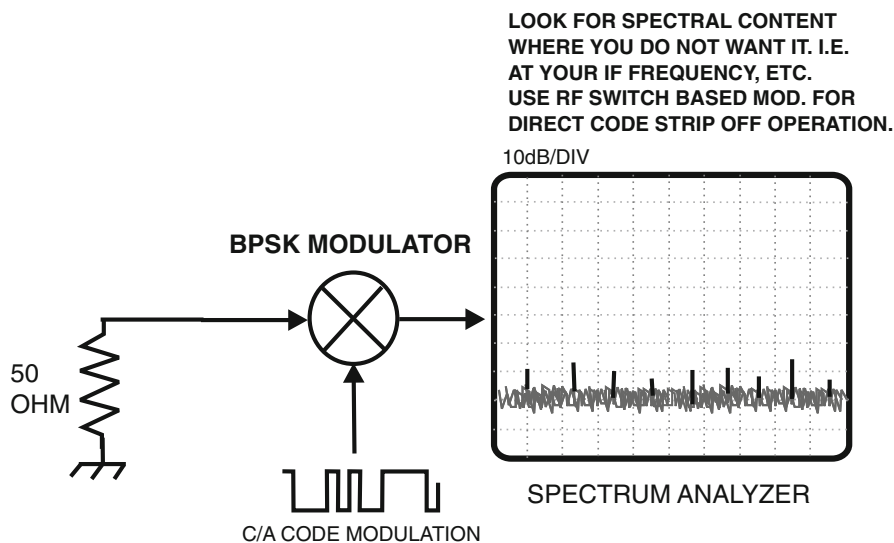 LOOK FOR SPECTRAL CONTENT
WHERE YOU DO NOT WANT IT. I.E.
AT YOUR IF FREQUENCY, ETC.
USE RF SWITCH BASED MOD. FOR
DIRECT CODE STRIP OFF OPERATION.
10dB/DIV
BPSK MODULATOR
50
OHM
SPECTRUM ANALYZER
C/A CODE MODULATION